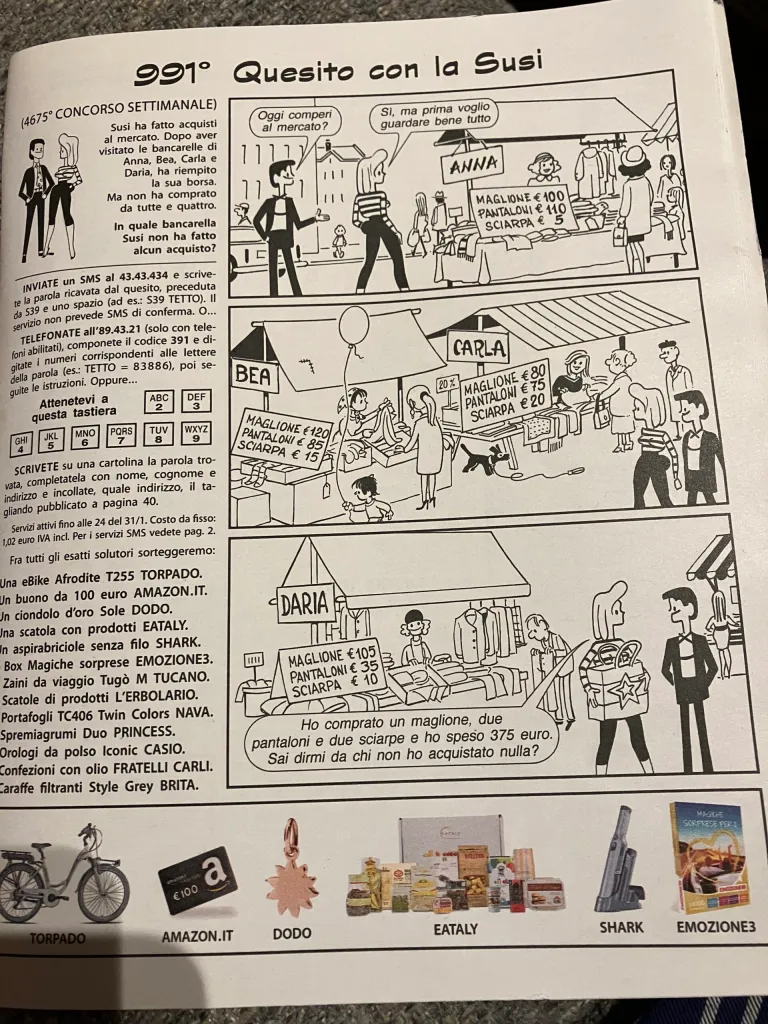 991° Quesito con la Susi
(4675° CONCORSO SETTIMANALE)
Susi ha fatto acquisti
al mercato. Dopo aver
visitato le bancarelle di
Anna, Bea, Carla e
Daria, ha riempito
la sua borsa.
Ma non ha comprato
da tutte e quattro.
In quale bancarella
Susi non ha fatto
alcun acquisto?
INVIATE un SMS al 43.43.434 e scrive-
te la parola ricavata dal quesito, preceduta
da S39 e uno spazio (ad es.: S39 TETTO). Il
servizio non prevede SMS di conferma. O...
TELEFONATE all'89.43.21 (solo con tele-
foni abilitati), componete il codice 391 e di-
gitate i numeri corrispondenti alle lettere
della parola (es.: TETTO = 83886), poi se-
guite le istruzioni. Oppure...
Attenetevi a
questa tastiera
ABC
2
DEF
3
GHI
4
JKL
5
MNO
6
PQRS
7
TUV
8
WXYZ
9
SCRIVETE su una cartolina la parola tro-
vata, completatela con nome, cognome e
indirizzo e incollate, quale indirizzo, il ta-
gliando pubblicato a pagina 40.
Servizi attivi fino alle 24 del 31/1. Costo da fisso:
1,02 euro IVA incl. Per i servizi SMS vedete pag. 2.
Fra tutti gli esatti solutori sorteggeremo:
Una eBike Afrodite T255 TORPADO.
Un buono da 100 euro AMAZON.IT.
Un ciondolo d'oro Sole DODO.
Una scatola con prodotti EATALY.
Un aspirabriciole senza filo SHARK.
Box Magiche sorprese EMOZIONE3.
Zaini da viaggio Tugò M TUCANO.
Scatole di prodotti L'ERBOLARIO.
Portafogli TC406 Twin Colors NAVA.
Spremiagrumi Duo PRINCESS.
Orologi da polso Iconic CASIO.
Confezioni con olio FRATELLI CARLI.
Caraffe filtranti Style Grey BRITA.
Oggi comperi
al mercato?
Sì, ma prima voglio
guardare bene tutto
ANNA
MAGLIONE € 100
PANTALONI € 110
SCIARPA € 5
BEA
MAGLIONE € 120
PANTALONI € 85
SCIARPA € 15
CARLA
20%
MAGLIONE € 80
PANTALONI € 75
SCIARPA € 20
DARIA
MAGLIONE € 105
PANTALONI € 35
SCIARPA € 10
Ho comprato un maglione, due
pantaloni e due sciarpe e ho speso 375 euro.
Sai dirmi da chi non ho acquistato nulla?
a
€100
EATALY
MAGICHE
SORPRESE PER 2
TORPADO
AMAZON.IT
DODO
EATALY
SHARK
EMOZIONE3